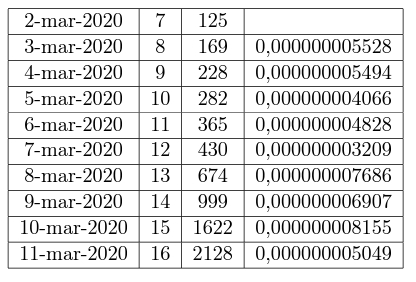 2-mar-2020 7 125
3-mar-2020 8 169 0,000000005528
4-mar-2020 9 228 0,000000005494
5-mar-2020 10 282 0,000000004066
6-mar-2020 11 365 0,000000004828
7-mar-2020 12 430 0,000000003209
8-mar-2020 13 674 0,000000007686
9-mar-2020 14 999 0,000000006907
10-mar-2020 15 1622 0,000000008155
11-mar-2020 16 2128 0,000000005049